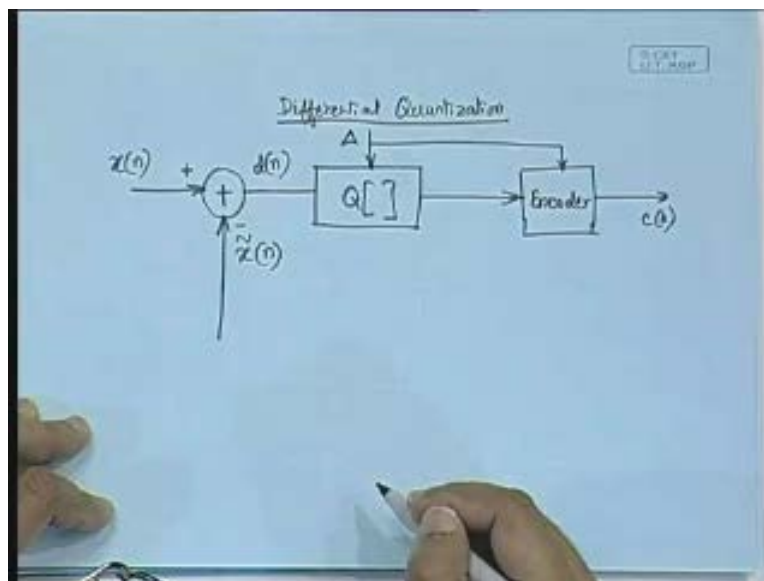 Differential Quantization
Δ
x(n)
+
+
d(n)
Q[ ]
Encoder
c(n)
-
x̃(n)